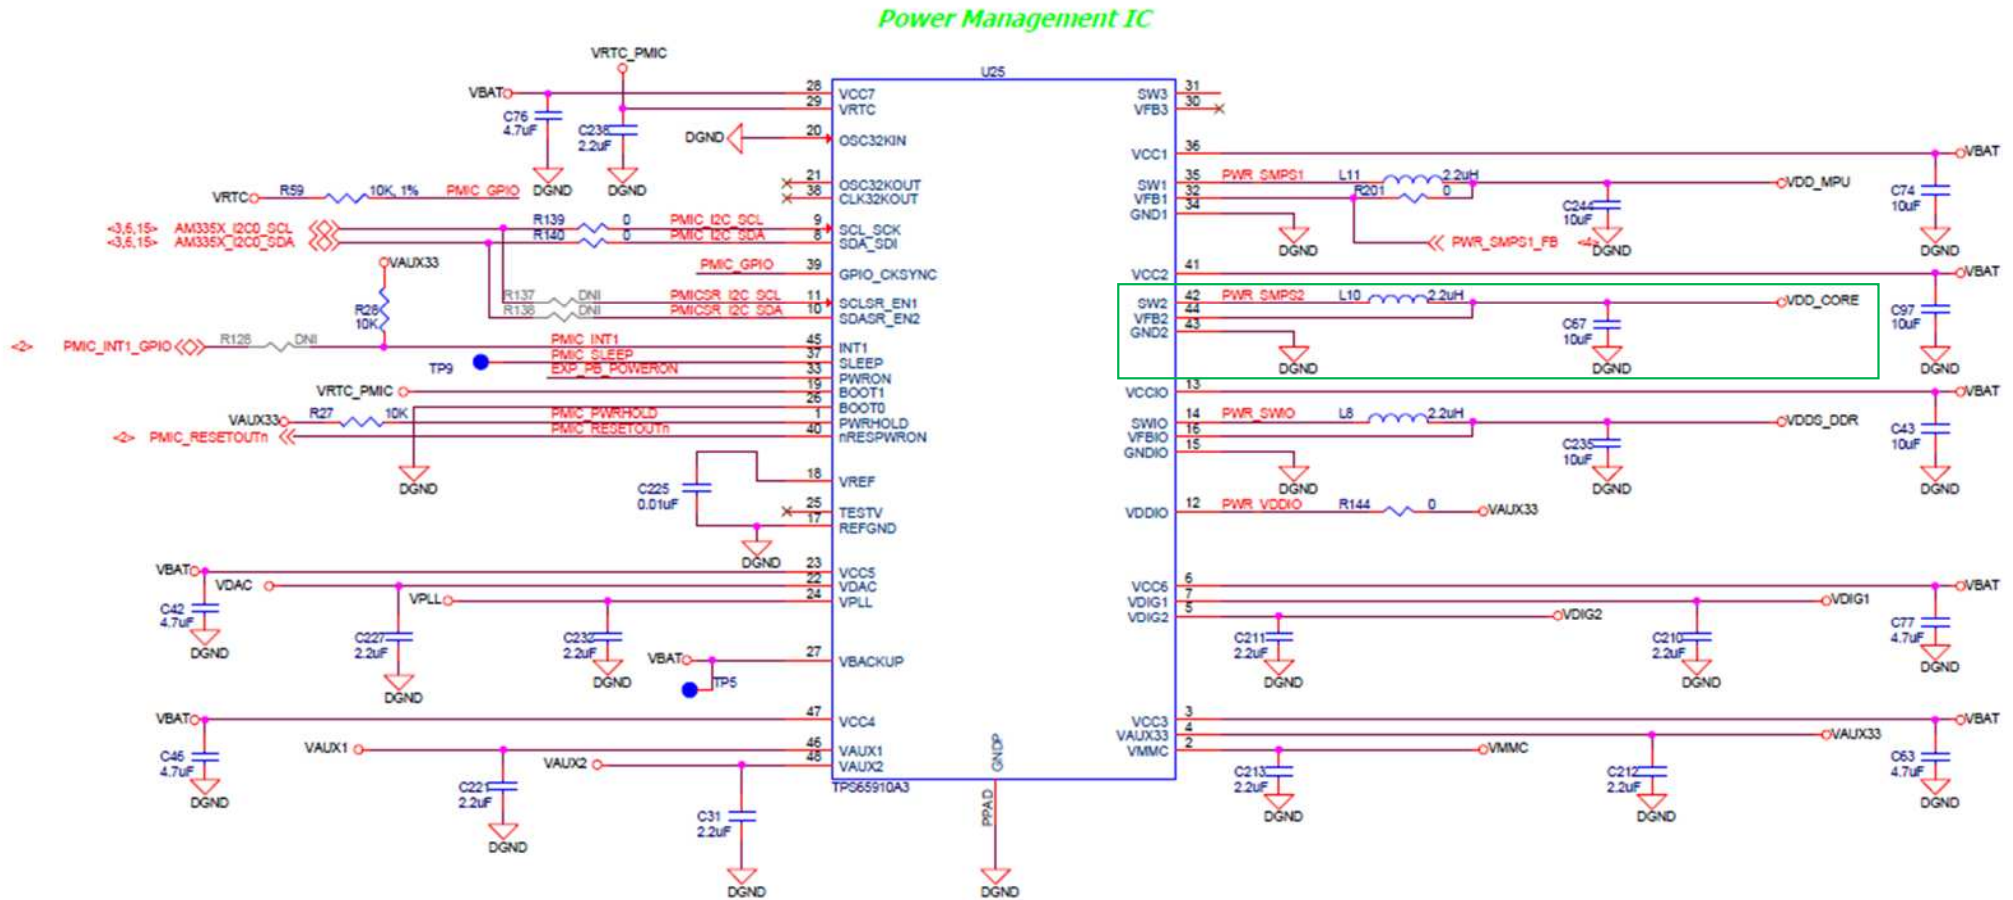 Power Management IC
VRTC_PMIC
U25
VBAT
28
VCC7
29
VRTC
C76
4.7uF
C238
2.2uF
DGND
20
OSC32KIN
DGND
DGND
21
OSC32KOUT
38
CLK32KOUT
VRTC
R59
10K, 1%
PMIC_GPIO
<3,6,15>
AM335X_I2C0_SCL
R139
0
PMIC_I2C_SCL
9
SCL_SCK
<3,6,15>
AM335X_I2C0_SDA
R140
0
PMIC_I2C_SDA
8
SDA_SDI
VAUX33
PMIC_GPIO
39
GPIO_CKSYNC
R137
DNI
PMICSR_I2C_SCL
11
SCLSR_EN1
R138
DNI
PMICSR_I2C_SDA
10
SDASR_EN2
R26
10K
<2>
PMIC_INT1_GPIO
R128
DNI
PMIC_INT1
45
INT1
TP9
PMIC_SLEEP
37
SLEEP
EXP_PB_POWERON
33
PWRON
VRTC_PMIC
19
BOOT1
26
BOOT0
VAUX33
R27
10K
PMIC_PWRHOLD
1
PWRHOLD
<2>
PMIC_RESETOUTn
PMIC_RESETOUTn
40
nRESPWRON
DGND
C225
0.01uF
18
VREF
25
TESTV
17
REFGND
DGND
VBAT
23
VCC5
VDAC
22
VDAC
VPLL
24
VPLL
C42
4.7uF
DGND
C227
2.2uF
DGND
C232
2.2uF
DGND
VBAT
27
VBACKUP
TP5
VBAT
47
VCC4
VAUX1
46
VAUX1
VAUX2
48
VAUX2
C46
4.7uF
DGND
C221
2.2uF
DGND
C31
2.2uF
DGND
TPS65910A3
GNDP
PPAD
DGND
SW3
31
VFB3
30
VCC1
36
VBAT
SW1
35
PWR_SMPS1
L11
2.2uH
VDD_MPU
VFB1
32
R201
0
GND1
34
C244
10uF
C74
10uF
DGND
PWR_SMPS1_FB
<4>
DGND
DGND
VCC2
41
VBAT
SW2
42
PWR_SMPS2
L10
2.2uH
VDD_CORE
VFB2
44
GND2
43
C67
10uF
C97
10uF
DGND
DGND
DGND
VCCIO
13
VBAT
SWIO
14
PWR_SWIO
L8
2.2uH
VDDS_DDR
VFBIO
16
GNDIO
15
C235
10uF
C43
10uF
DGND
DGND
DGND
VDDIO
12
PWR_VDDIO
R144
0
VAUX33
VCC6
6
VBAT
VDIG1
7
VDIG1
VDIG2
5
VDIG2
C211
2.2uF
DGND
C210
2.2uF
DGND
C77
4.7uF
DGND
VCC3
3
VBAT
VAUX33
4
VAUX33
VMMC
2
VMMC
C213
2.2uF
DGND
C212
2.2uF
DGND
C63
4.7uF
DGND